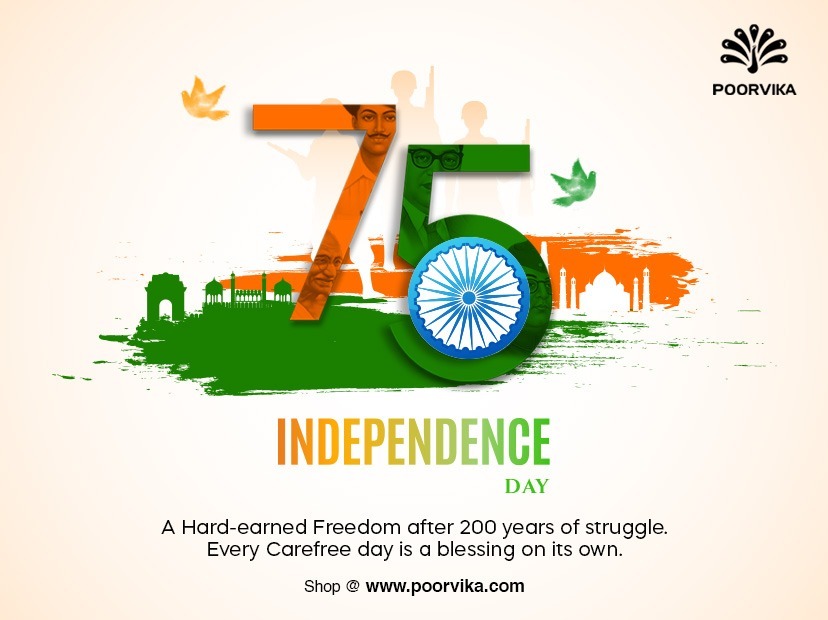 POORVIKA
75
INDEPENDENCE
DAY
A Hard-earned Freedom after 200 years of struggle.
Every Carefree day is a blessing on its own.
Shop @ www.poorvika.com